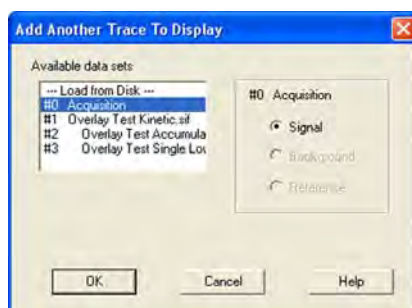 Add Another Trace To Display
Available data sets
--- Load from Disk ---
#0 Acquisition
#1 Overlay Test Kinetic.sif
#2 Overlay Test Accumula
#3 Overlay Test Single Lou
#0 Acquisition
Signal
Background
Reference
OK
Cancel
Help